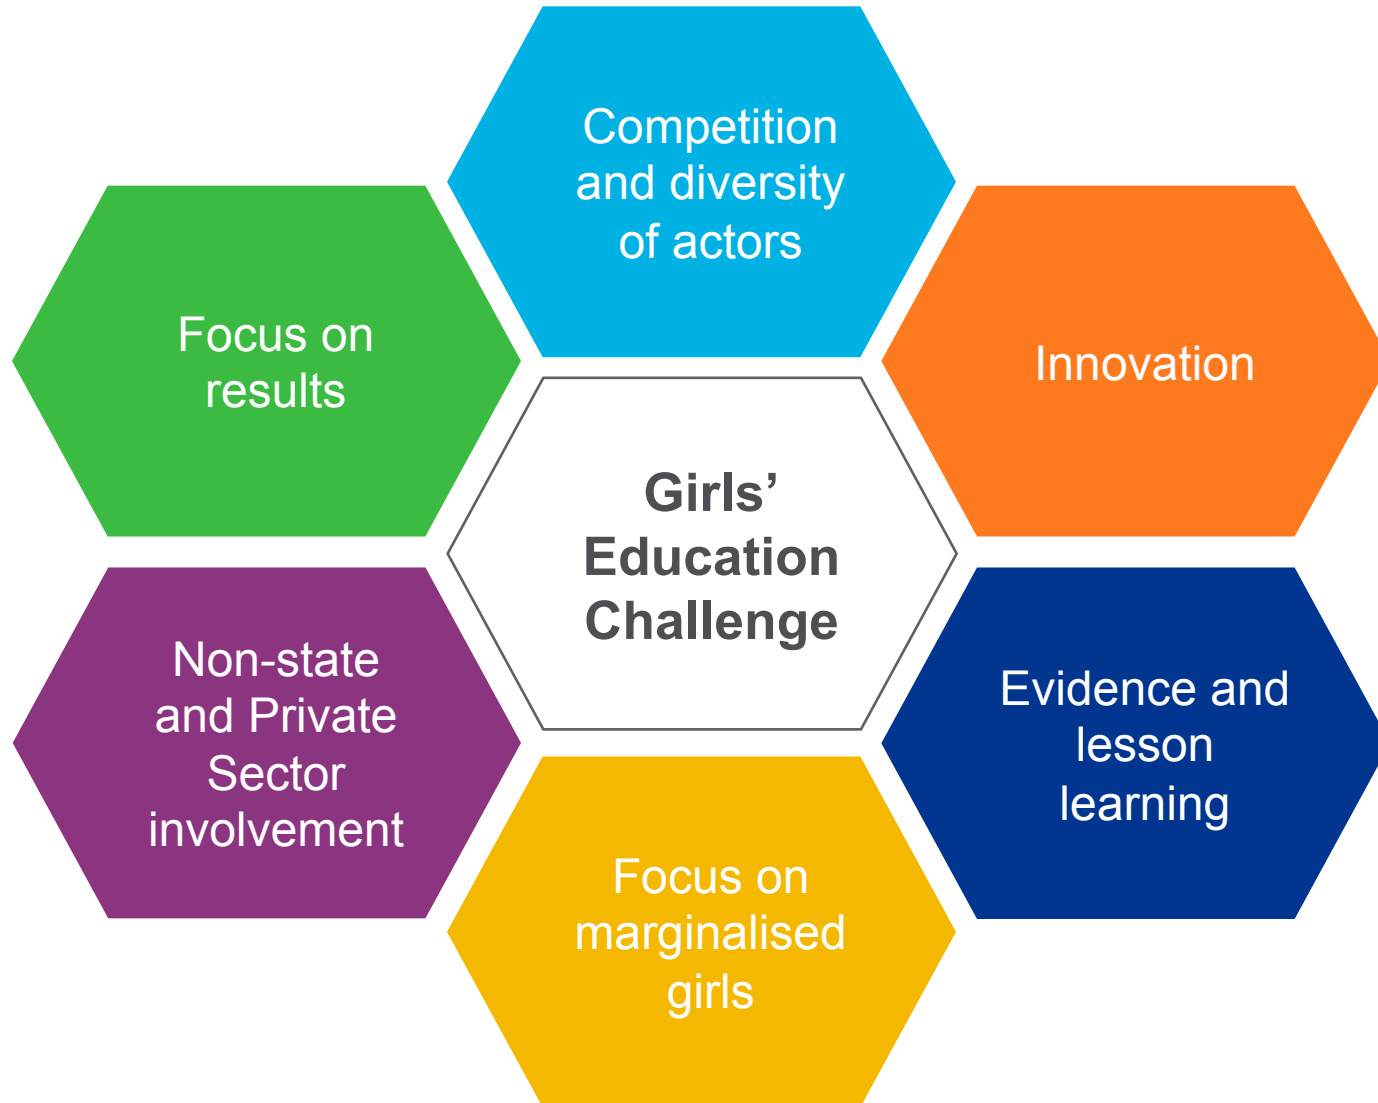 Competition
and diversity
of actors
Focus on
results
Innovation
Girls’
Education
Challenge
Non-state
and Private
Sector
involvement
Evidence and
lesson
learning
Focus on
marginalised
girls